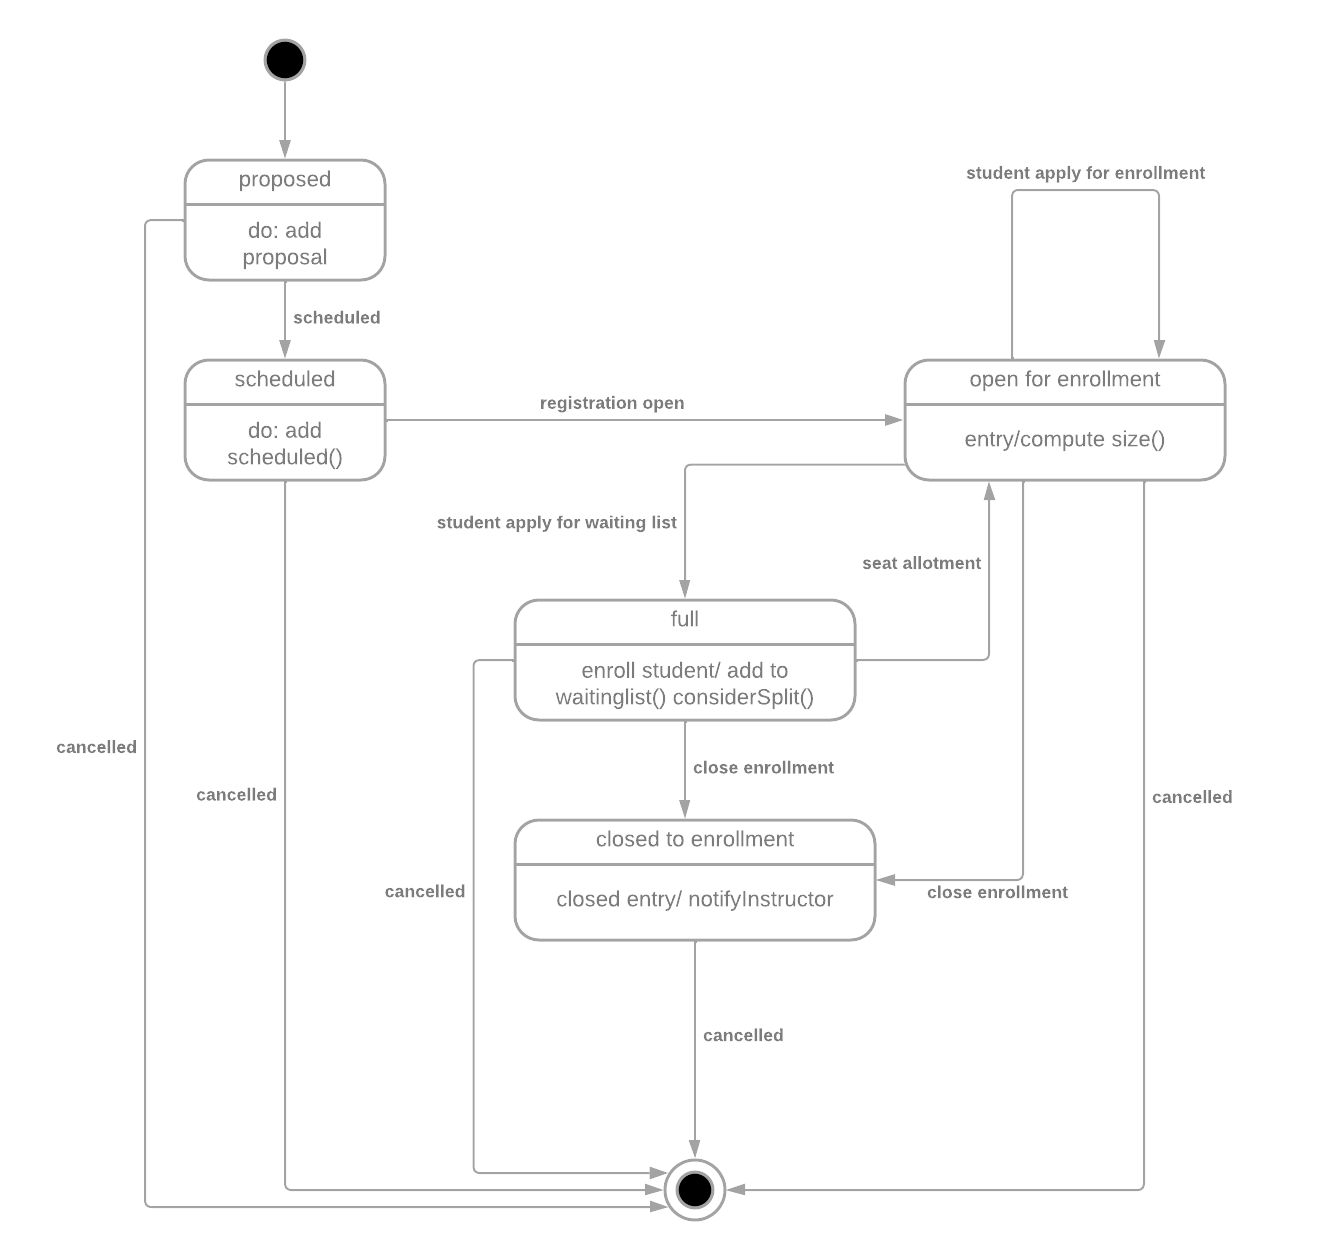 proposed
do: add
proposal
student apply for enrollment
scheduled
scheduled
do: add
scheduled()
registration open
open for enrollment
entry/compute size()
student apply for waiting list
seat allotment
full
enroll student/ add to
waitinglist() considerSplit()
cancelled
cancelled
close enrollment
cancelled
closed to enrollment
closed entry/ notifyInstructor
cancelled
close enrollment
cancelled